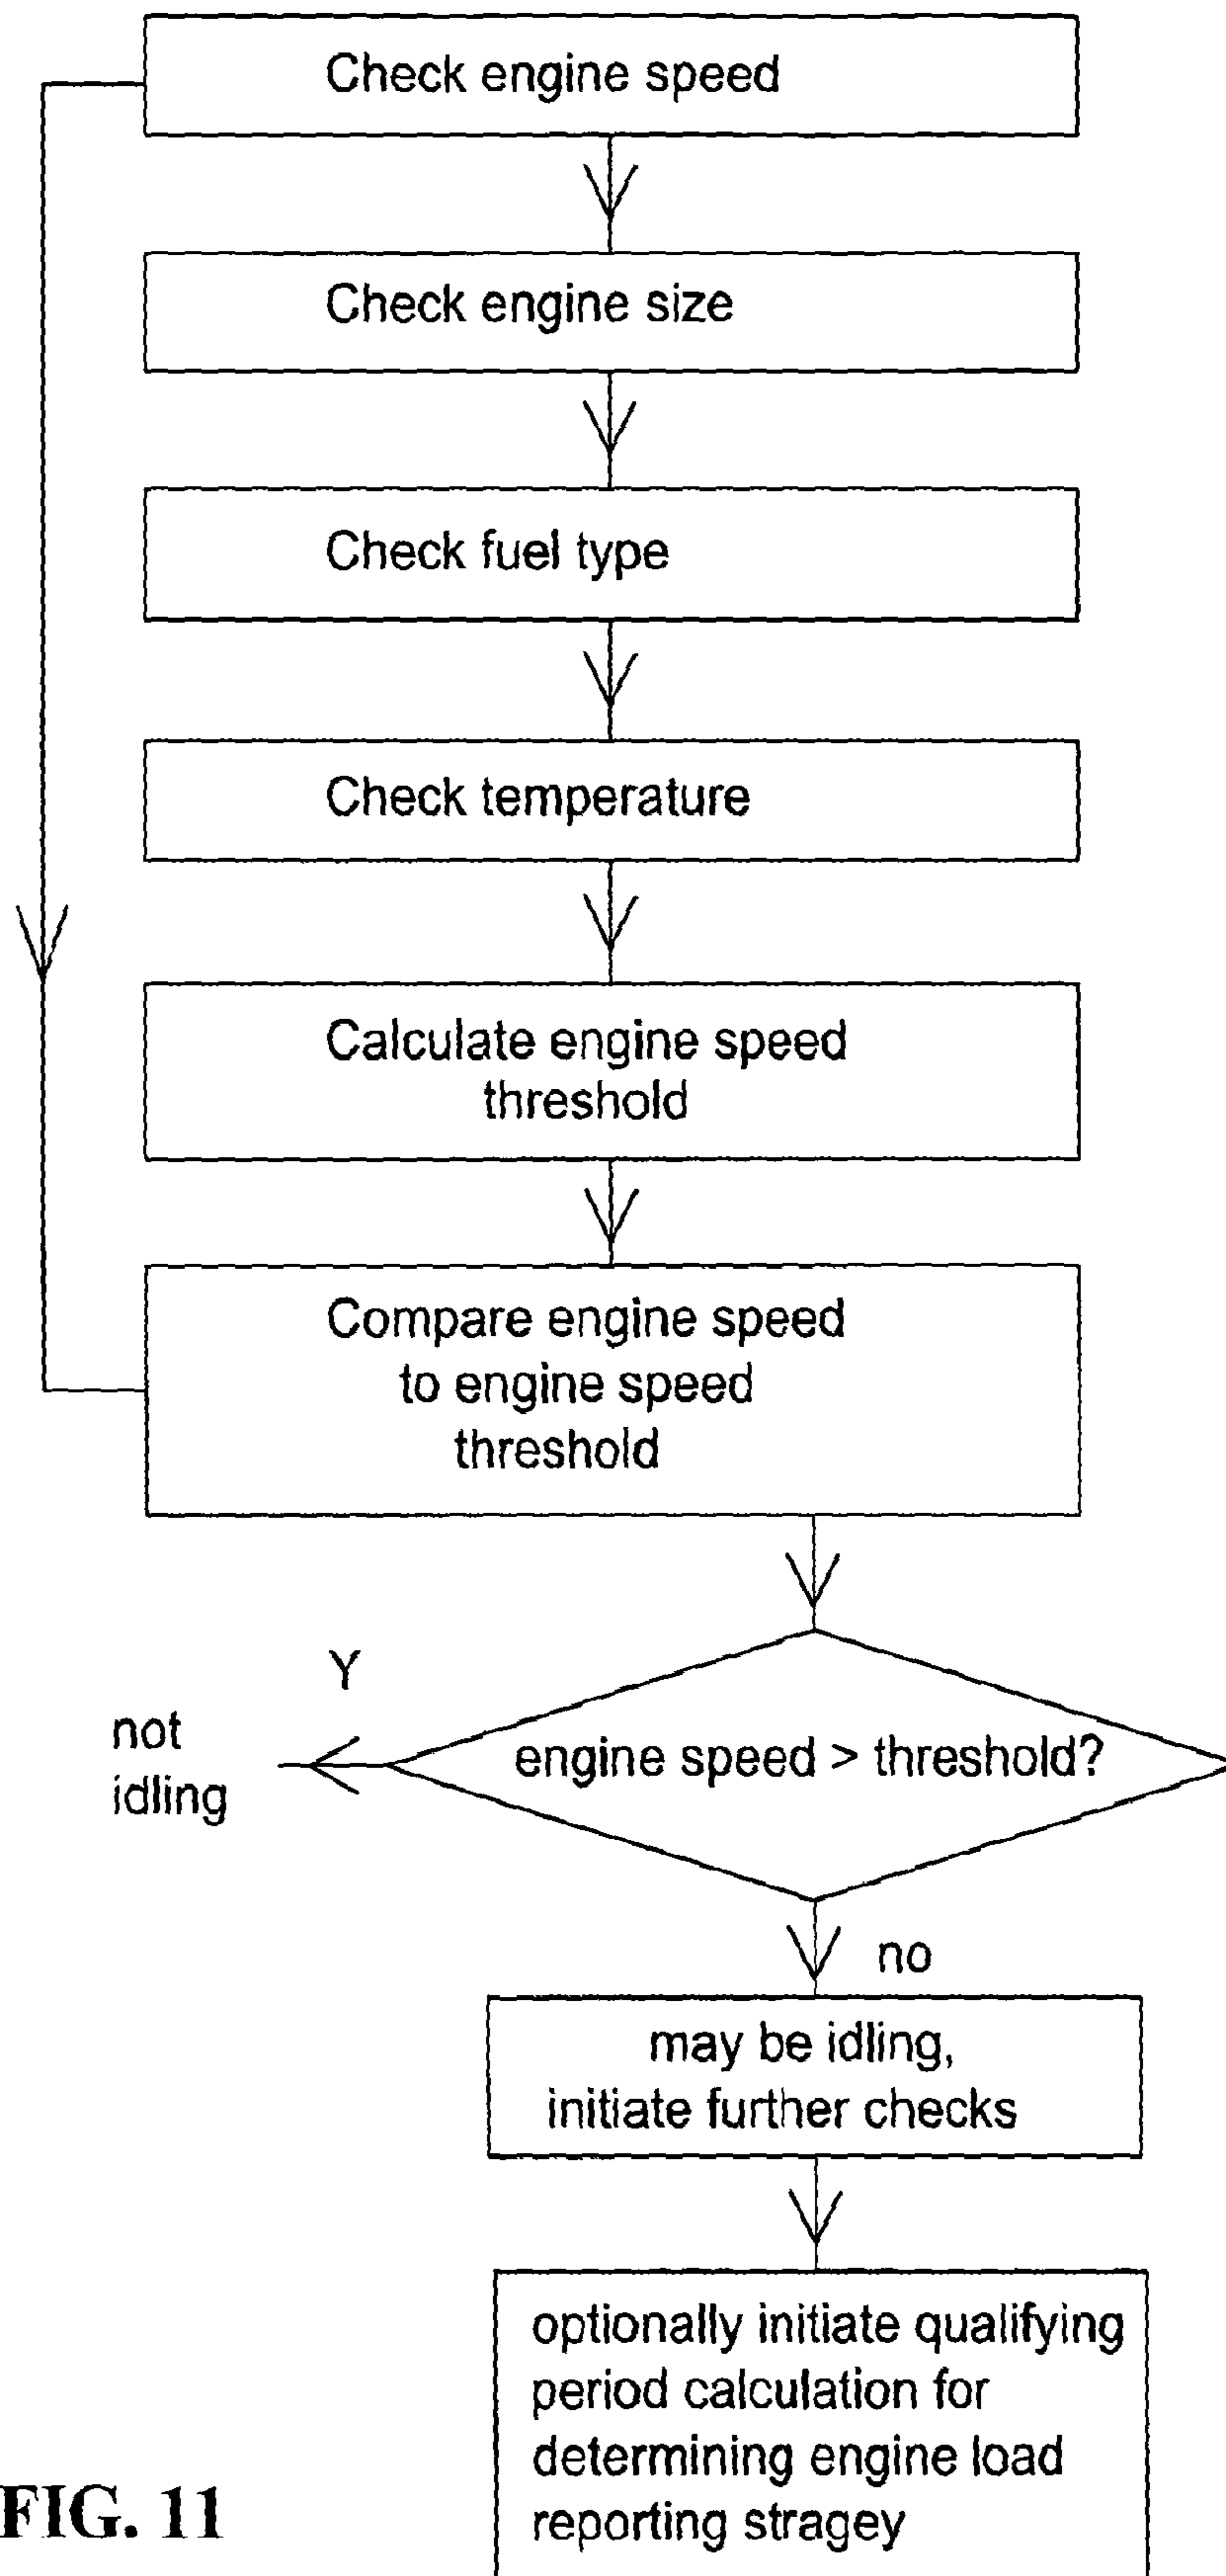 Check engine speed
Check engine size
Check fuel type
Check temperature
Calculate engine speed
threshold
Compare engine speed
to engine speed
threshold
Y
not
idling
engine speed > threshold?
no
may be idling,
initiate further checks
optionally initiate qualifying
period calculation for
determining engine load
reporting stragey
FIG. 11